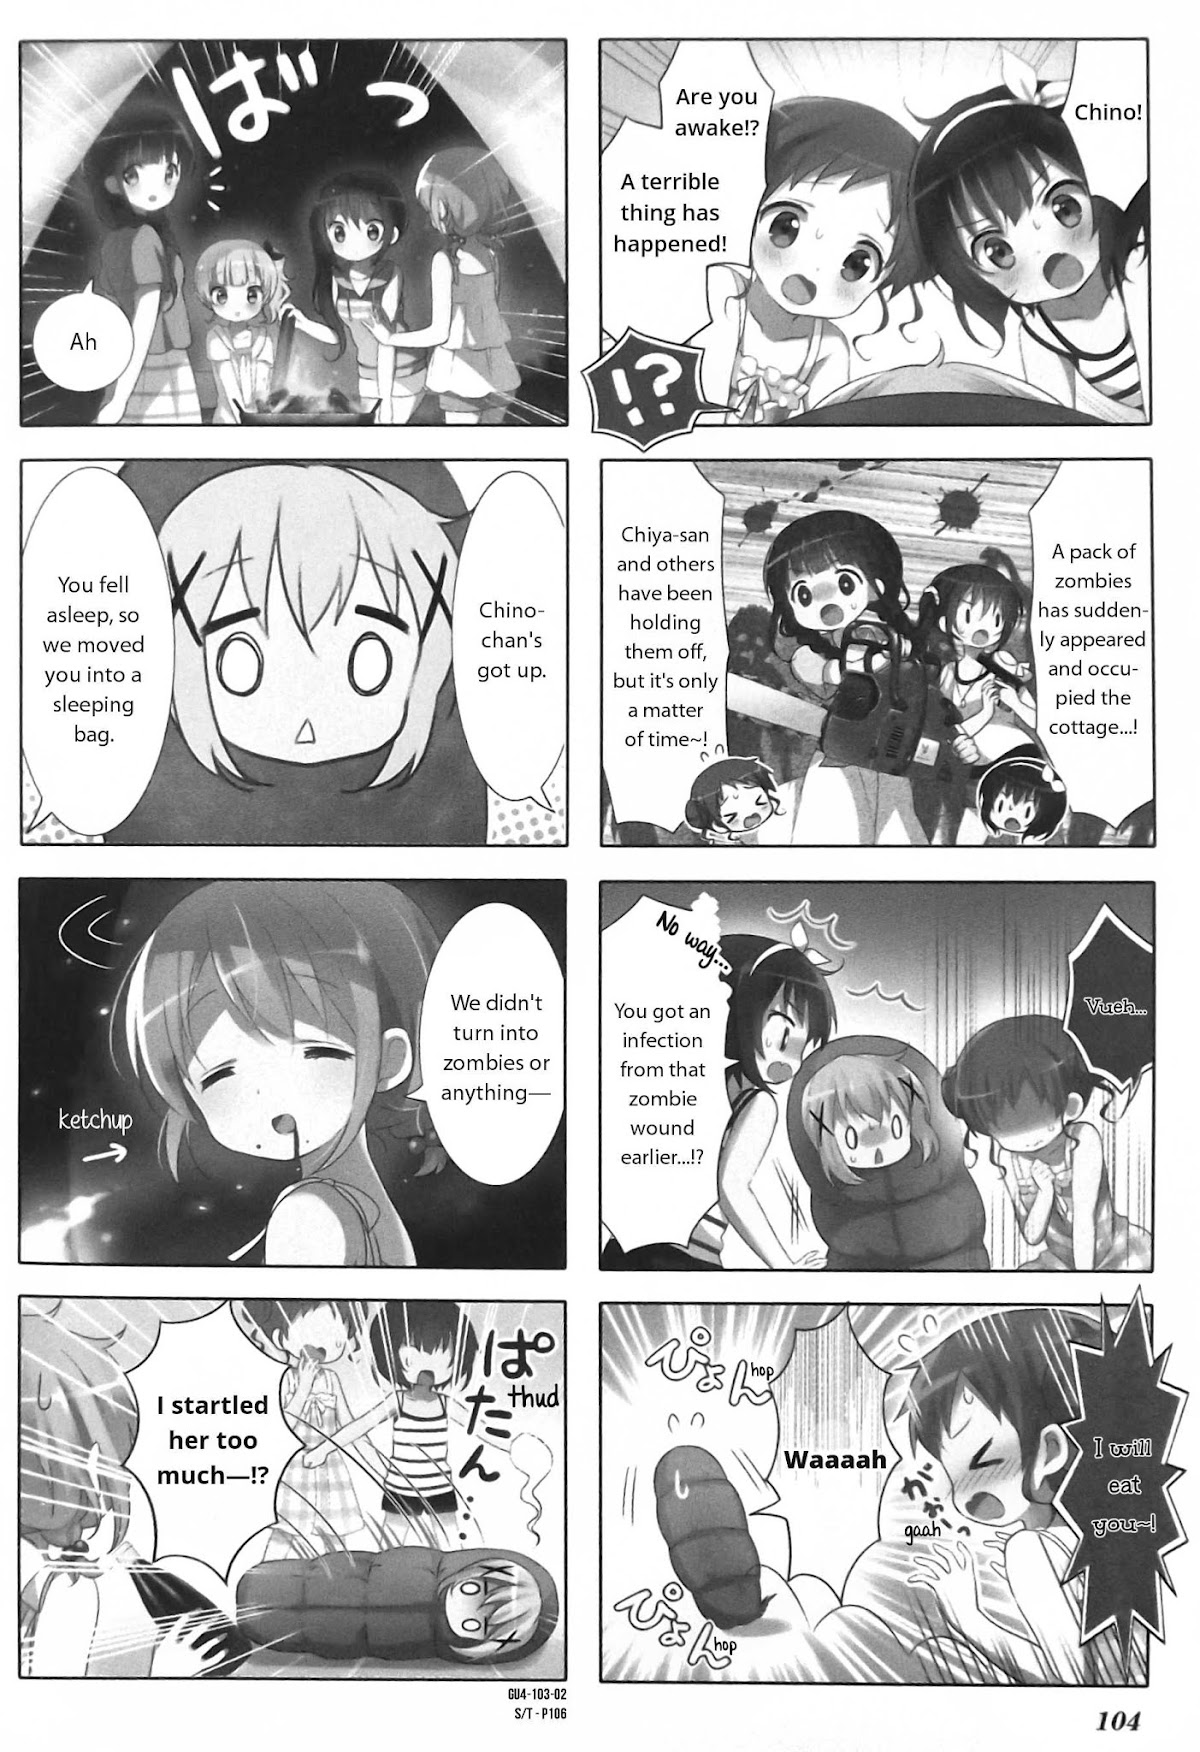 Chino!
Are you
awake!?
A terrible
thing has
happened!
!?
A pack of
zombies
has sudden-
ly appeared
and occu-
pied the
cottage...!
Chiya-san
and others
have been
holding
them off,
but it's only
a matter
of time~!
Vueh...
No way...
You got an
infection
from that
zombie
wound
earlier...!?
I will
eat
you~!
がおーっ
gaah
Waaaah
ぴょん
hop
ぴょん
hop
ばっ
Ah
Chino-
chan's
got up.
You fell
asleep, so
we moved
you into a
sleeping
bag.
We didn't
turn into
zombies or
anything—
ketchup
ぱたん…
thud
I startled
her too
much—!?
GU4-103-02
S/T - P106
104